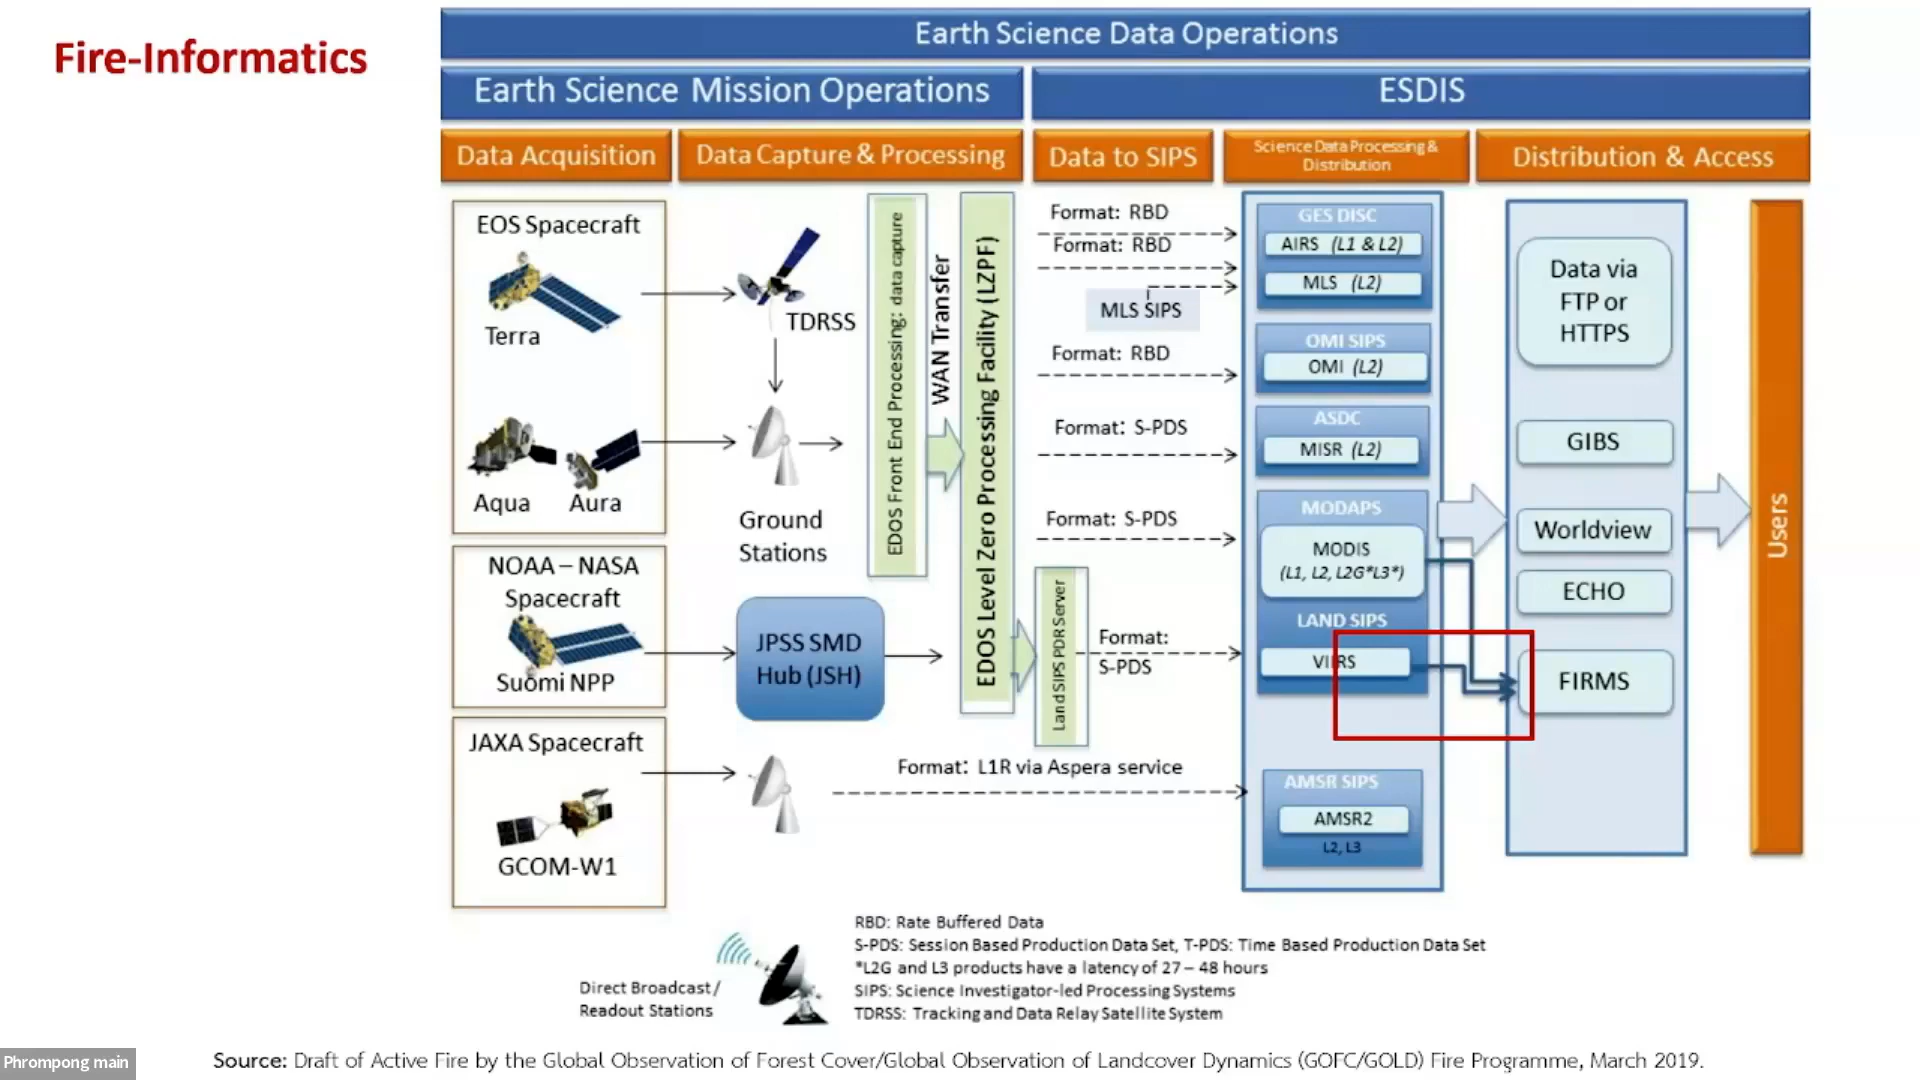 Fire-Informatics
Earth Science Data Operations
Earth Science Mission Operations
ESDIS
Data Acquisition
Data Capture & Processing
Data to SIPS
Science Data Processing &
Distribution
Distribution & Access
EOS Spacecraft
Terra
Aqua
Aura
NOAA – NASA
Spacecraft
Suomi NPP
JAXA Spacecraft
GCOM-W1
TDRSS
Ground
Stations
JPSS SMD
Hub (JSH)
EDOS Front End Processing: data capture
WAN Transfer
EDOS Level Zero Processing Facility (LZPF)
Land SIPS PDR Server
Format: RBD
Format: RBD
MLS SIPS
Format: RBD
Format: S-PDS
Format: S-PDS
Format:
S-PDS
Format: L1R via Aspera service
GES DISC
AIRS (L1 & L2)
MLS (L2)
OMI SIPS
OMI (L2)
ASDC
MISR (L2)
MODAPS
MODIS
(L1, L2, L2G*L3*)
LAND SIPS
VIIRS
AMSR SIPS
AMSR2
L2, L3
Data via
FTP or
HTTPS
GIBS
Worldview
ECHO
FIRMS
Users
Direct Broadcast/
Readout Stations
RBD: Rate Buffered Data
S-PDS: Session Based Production Data Set, T-PDS: Time Based Production Data Set
*L2G and L3 products have a latency of 27 – 48 hours
SIPS: Science Investigator-led Processing Systems
TDRSS: Tracking and Data Relay Satellite System
Source: Draft of Active Fire by the Global Observation of Forest Cover/Global Observation of Landcover Dynamics (GOFC/GOLD) Fire Programme, March 2019.
Phrompong main